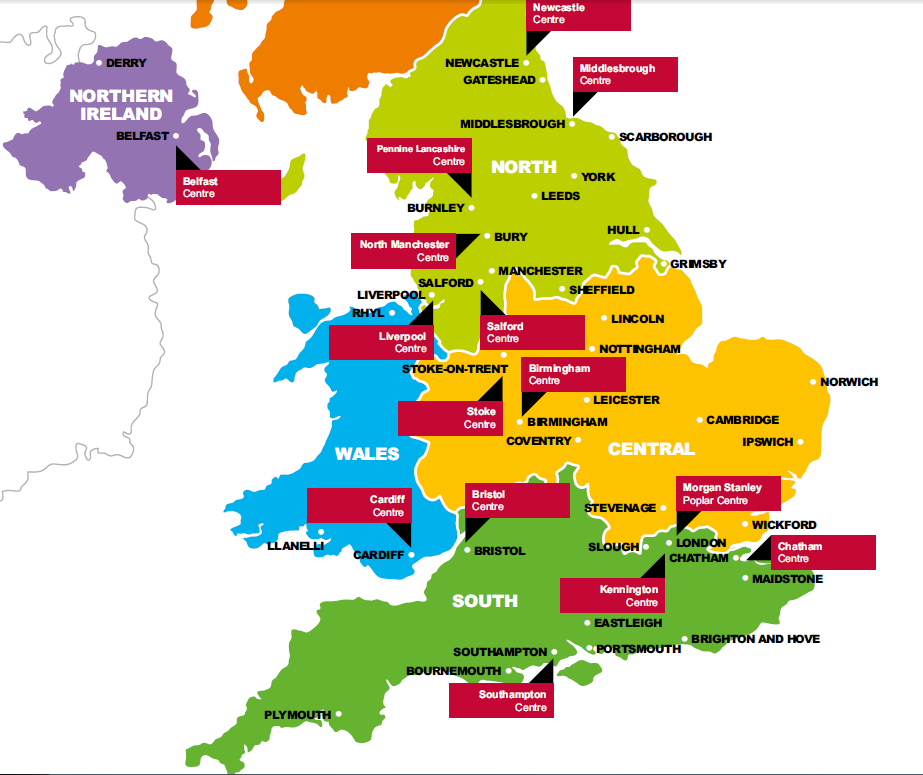 Newcastle
Centre
NEWCASTLE
DERRY
Middlesbrough
Centre
GATESHEAD
NORTHERN
IRELAND
MIDDLESBROUGH
BELFAST
SCARBOROUGH
Pennine Lancashire
Centre
NORTH
YORK
Belfast
Centre
LEEDS
BURNLEY
HULL
BURY
North Manchester
Centre
GRIMSBY
MANCHESTER
SALFORD
SHEFFIELD
LIVERPOOL
RHYL
LINCOLN
Salford
Centre
Liverpool
Centre
NOTTINGHAM
STOKE-ON-TRENT
Birmingham
Centre
NORWICH
LEICESTER
Stoke
Centre
BIRMINGHAM
CAMBRIDGE
COVENTRY
IPSWICH
CENTRAL
WALES
Morgan Stanley
Poplar Centre
Cardiff
Centre
Bristol
Centre
STEVENAGE
WICKFORD
LLANELLI
LONDON
SLOUGH
BRISTOL
CARDIFF
CHATHAM
Chatham
Centre
MAIDSTONE
Kennington
Centre
SOUTH
EASTLEIGH
BRIGHTON AND HOVE
SOUTHAMPTON
PORTSMOUTH
BOURNEMOUTH
Southampton
Centre
PLYMOUTH